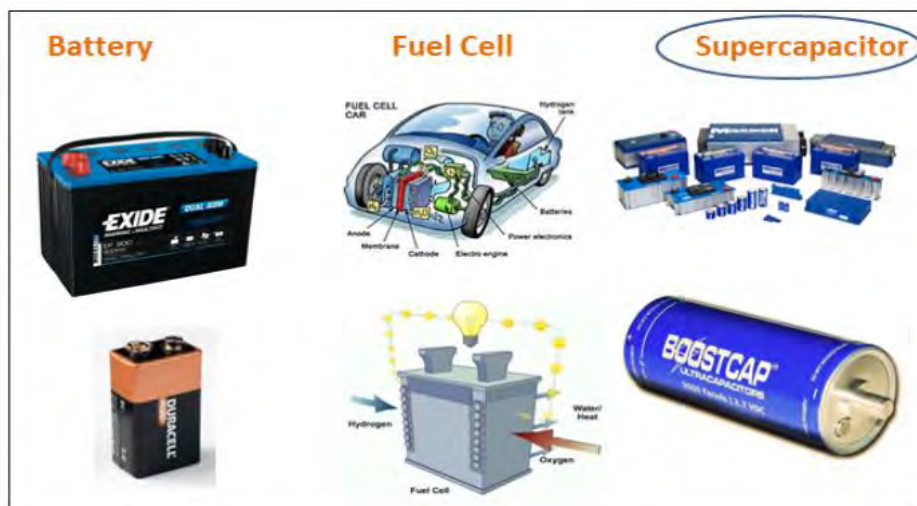 Battery
Fuel Cell
Supercapacitor
EXIDE
DUAL AGM
DURACELL
FUEL CELL
CAR
Hydrogen
tank
Batteries
Power electronics
Electro engine
Cathode
Membrane
Anode
Hydrogen
Water/
Heat
Oxygen
Fuel Cell
BOOSTCAP
ULTRACAPACITORS